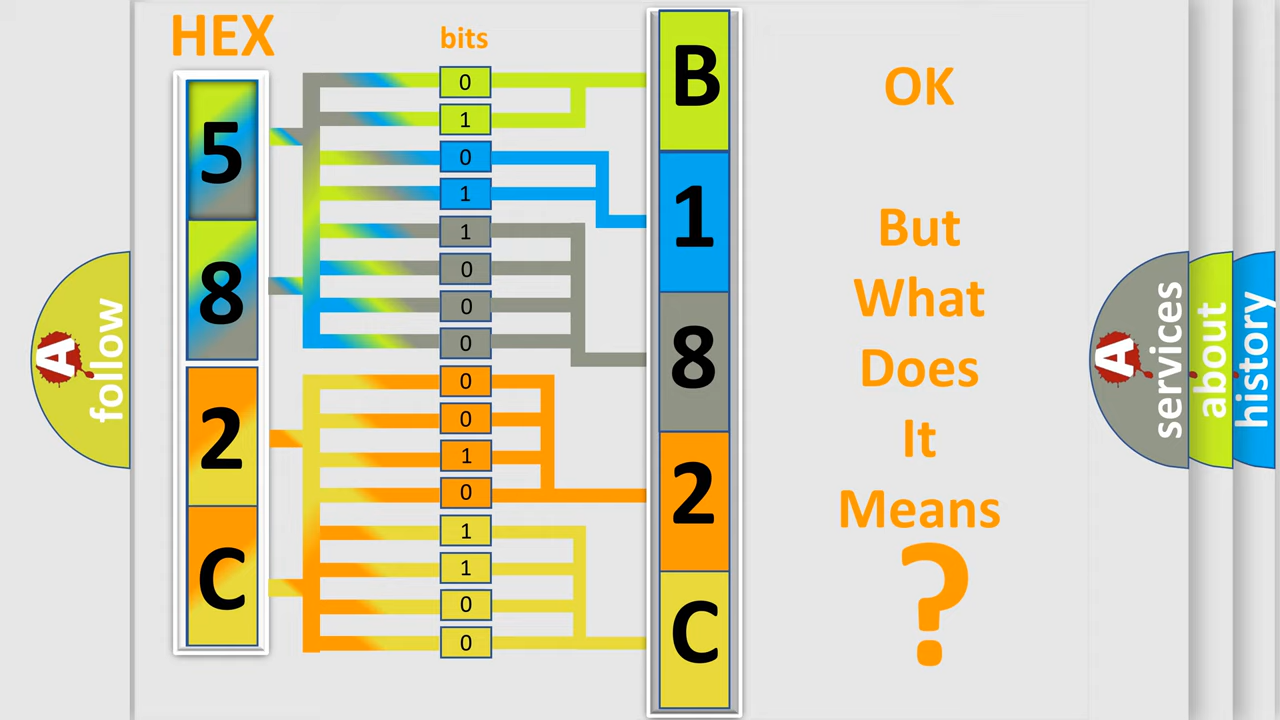 HEX
bits
5
8
2
C
0
1
0
1
1
0
0
0
0
0
1
0
1
1
0
0
B
1
8
2
C
OK
But
What
Does
It
Means
?
A
follow
A
services
about
history